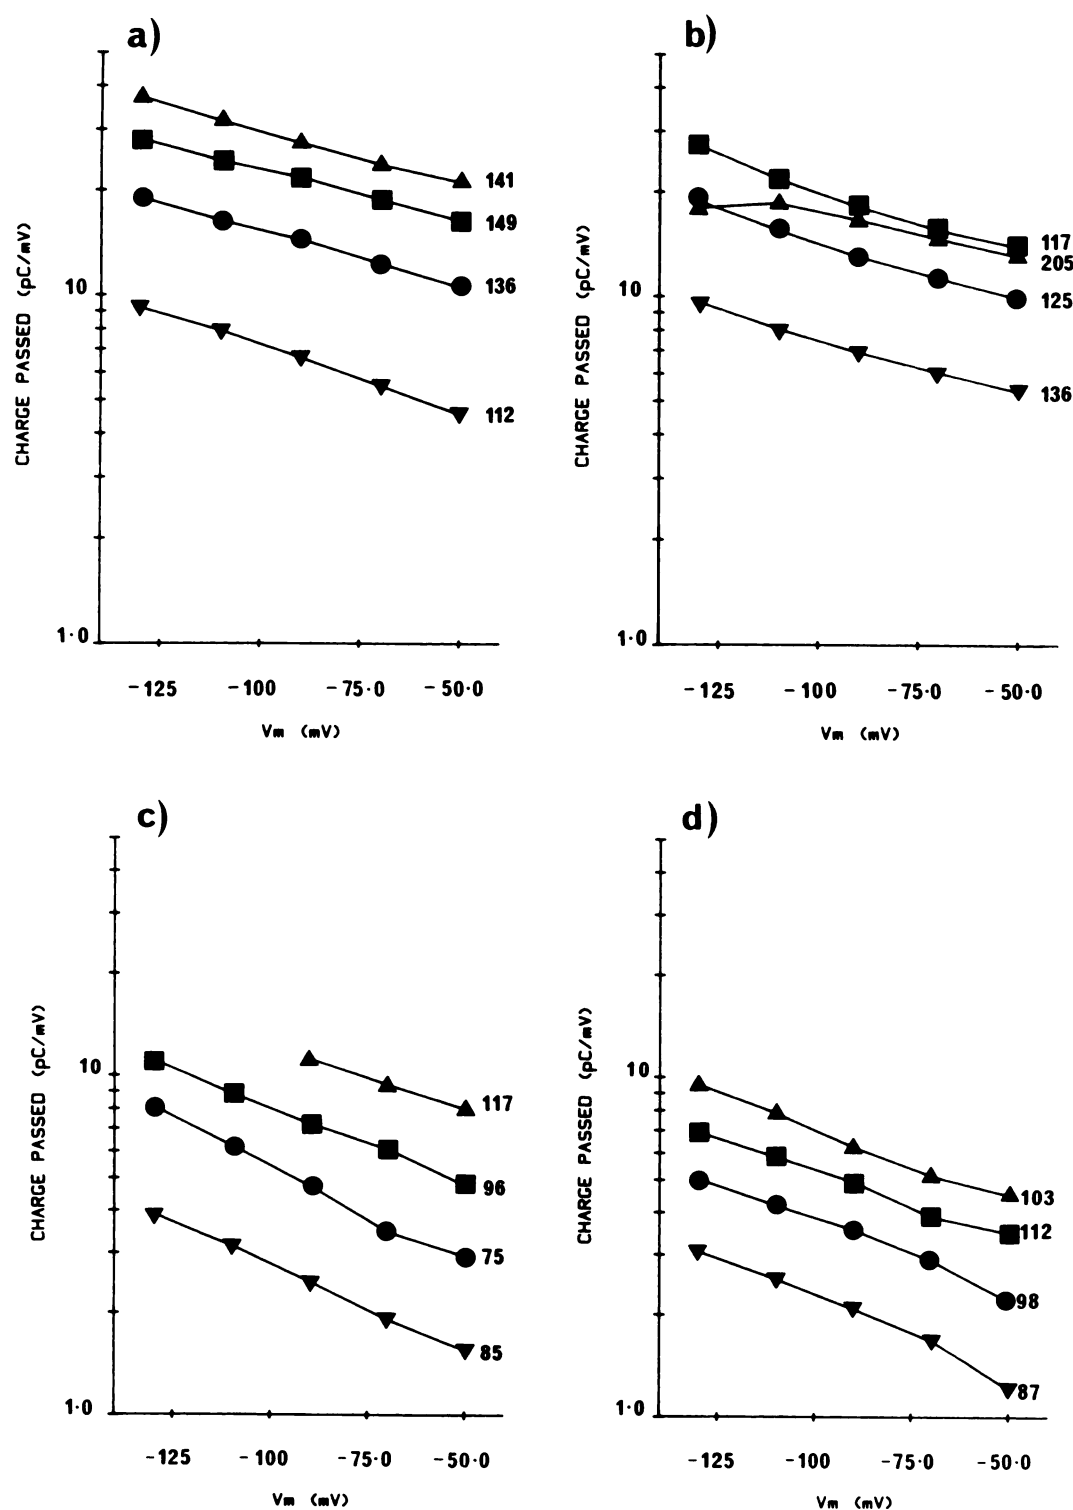 a)
CHARGE PASSED (pC/mV)
141
149
10
136
112
1·0
-125 -100 -75·0 -50·0
Vm (mV)
b)
CHARGE PASSED (pC/mV)
117
205
10
125
136
1·0
-125 -100 -75·0 -50·0
Vm (mV)
c)
CHARGE PASSED (pC/mV)
10
117
96
75
85
1·0
-125 -100 -75·0 -50·0
Vm (mV)
d)
CHARGE PASSED (pC/mV)
10
103
112
98
87
1·0
-125 -100 -75·0 -50·0
Vm (mV)